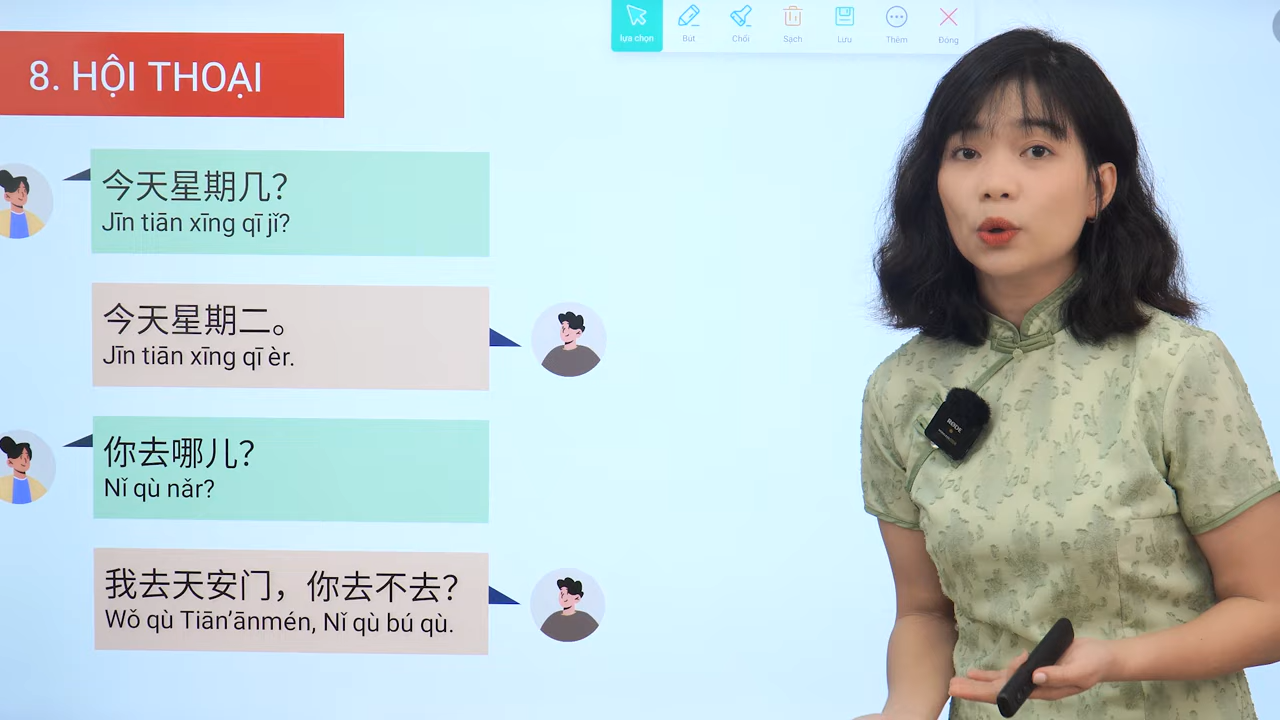 lựa chọn
Bút
Chổi
Sạch
Lưu
Thêm
Đóng
8. HỘI THOẠI
今天星期几？
Jīn tiān xīng qī jǐ?
今天星期二。
Jīn tiān xīng qī èr.
你去哪儿？
Nǐ qù nǎr?
我去天安门，你去不去？
Wǒ qù Tiān’ānmén, Nǐ qù bú qù.
RØDE